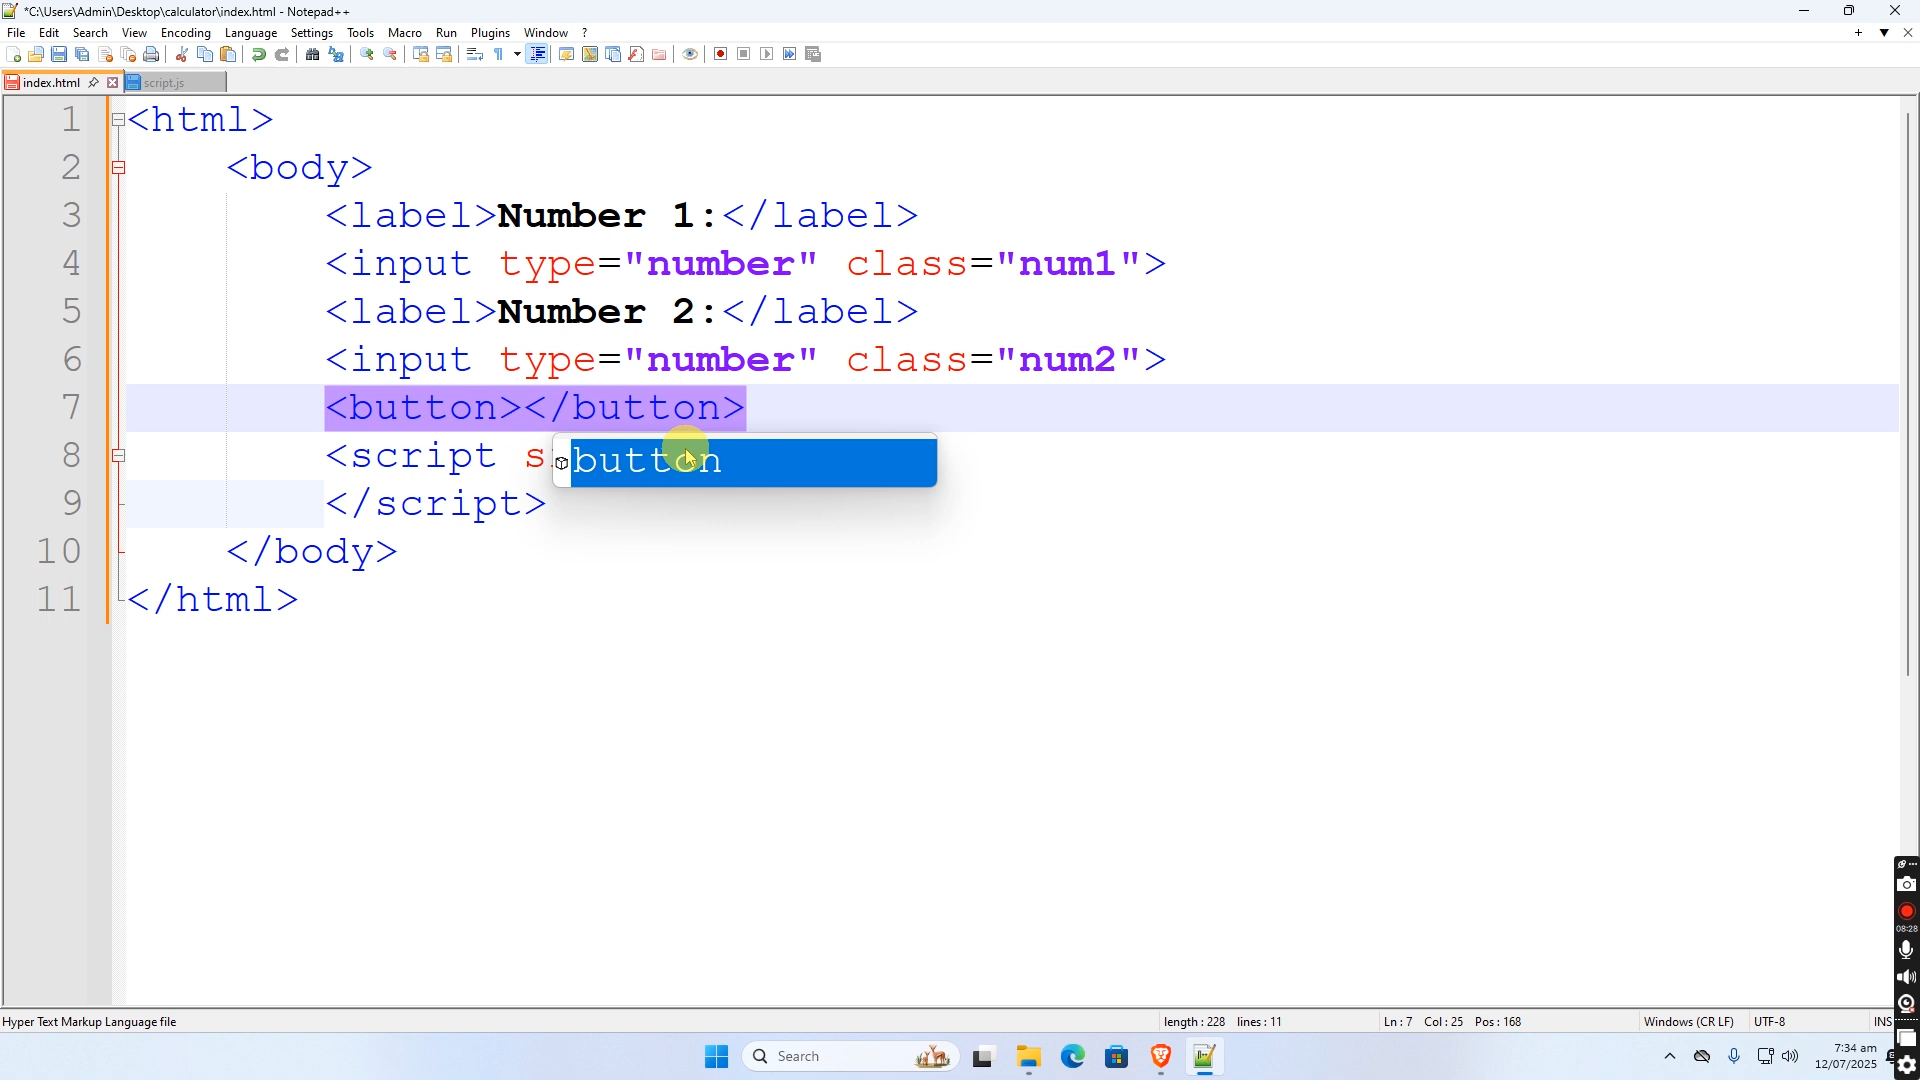 *C:\Users\Admin\Desktop\calculator\index.html - Notepad++
File Edit Search View Encoding Language Settings Tools Macro Run Plugins Window ?
index.html script.js
1 <html>
2 <body>
3 <label>Number 1:</label>
4 <input type="number" class="num1">
5 <label>Number 2:</label>
6 <input type="number" class="num2">
7 <button></button>
8 <script s
button
9 </script>
10 </body>
11 </html>
08:28
Hyper Text Markup Language file length : 228 lines : 11 Ln : 7 Col : 25 Pos : 168 Windows (CR LF) UTF-8 INS
Search
7:34 am
12/07/2025